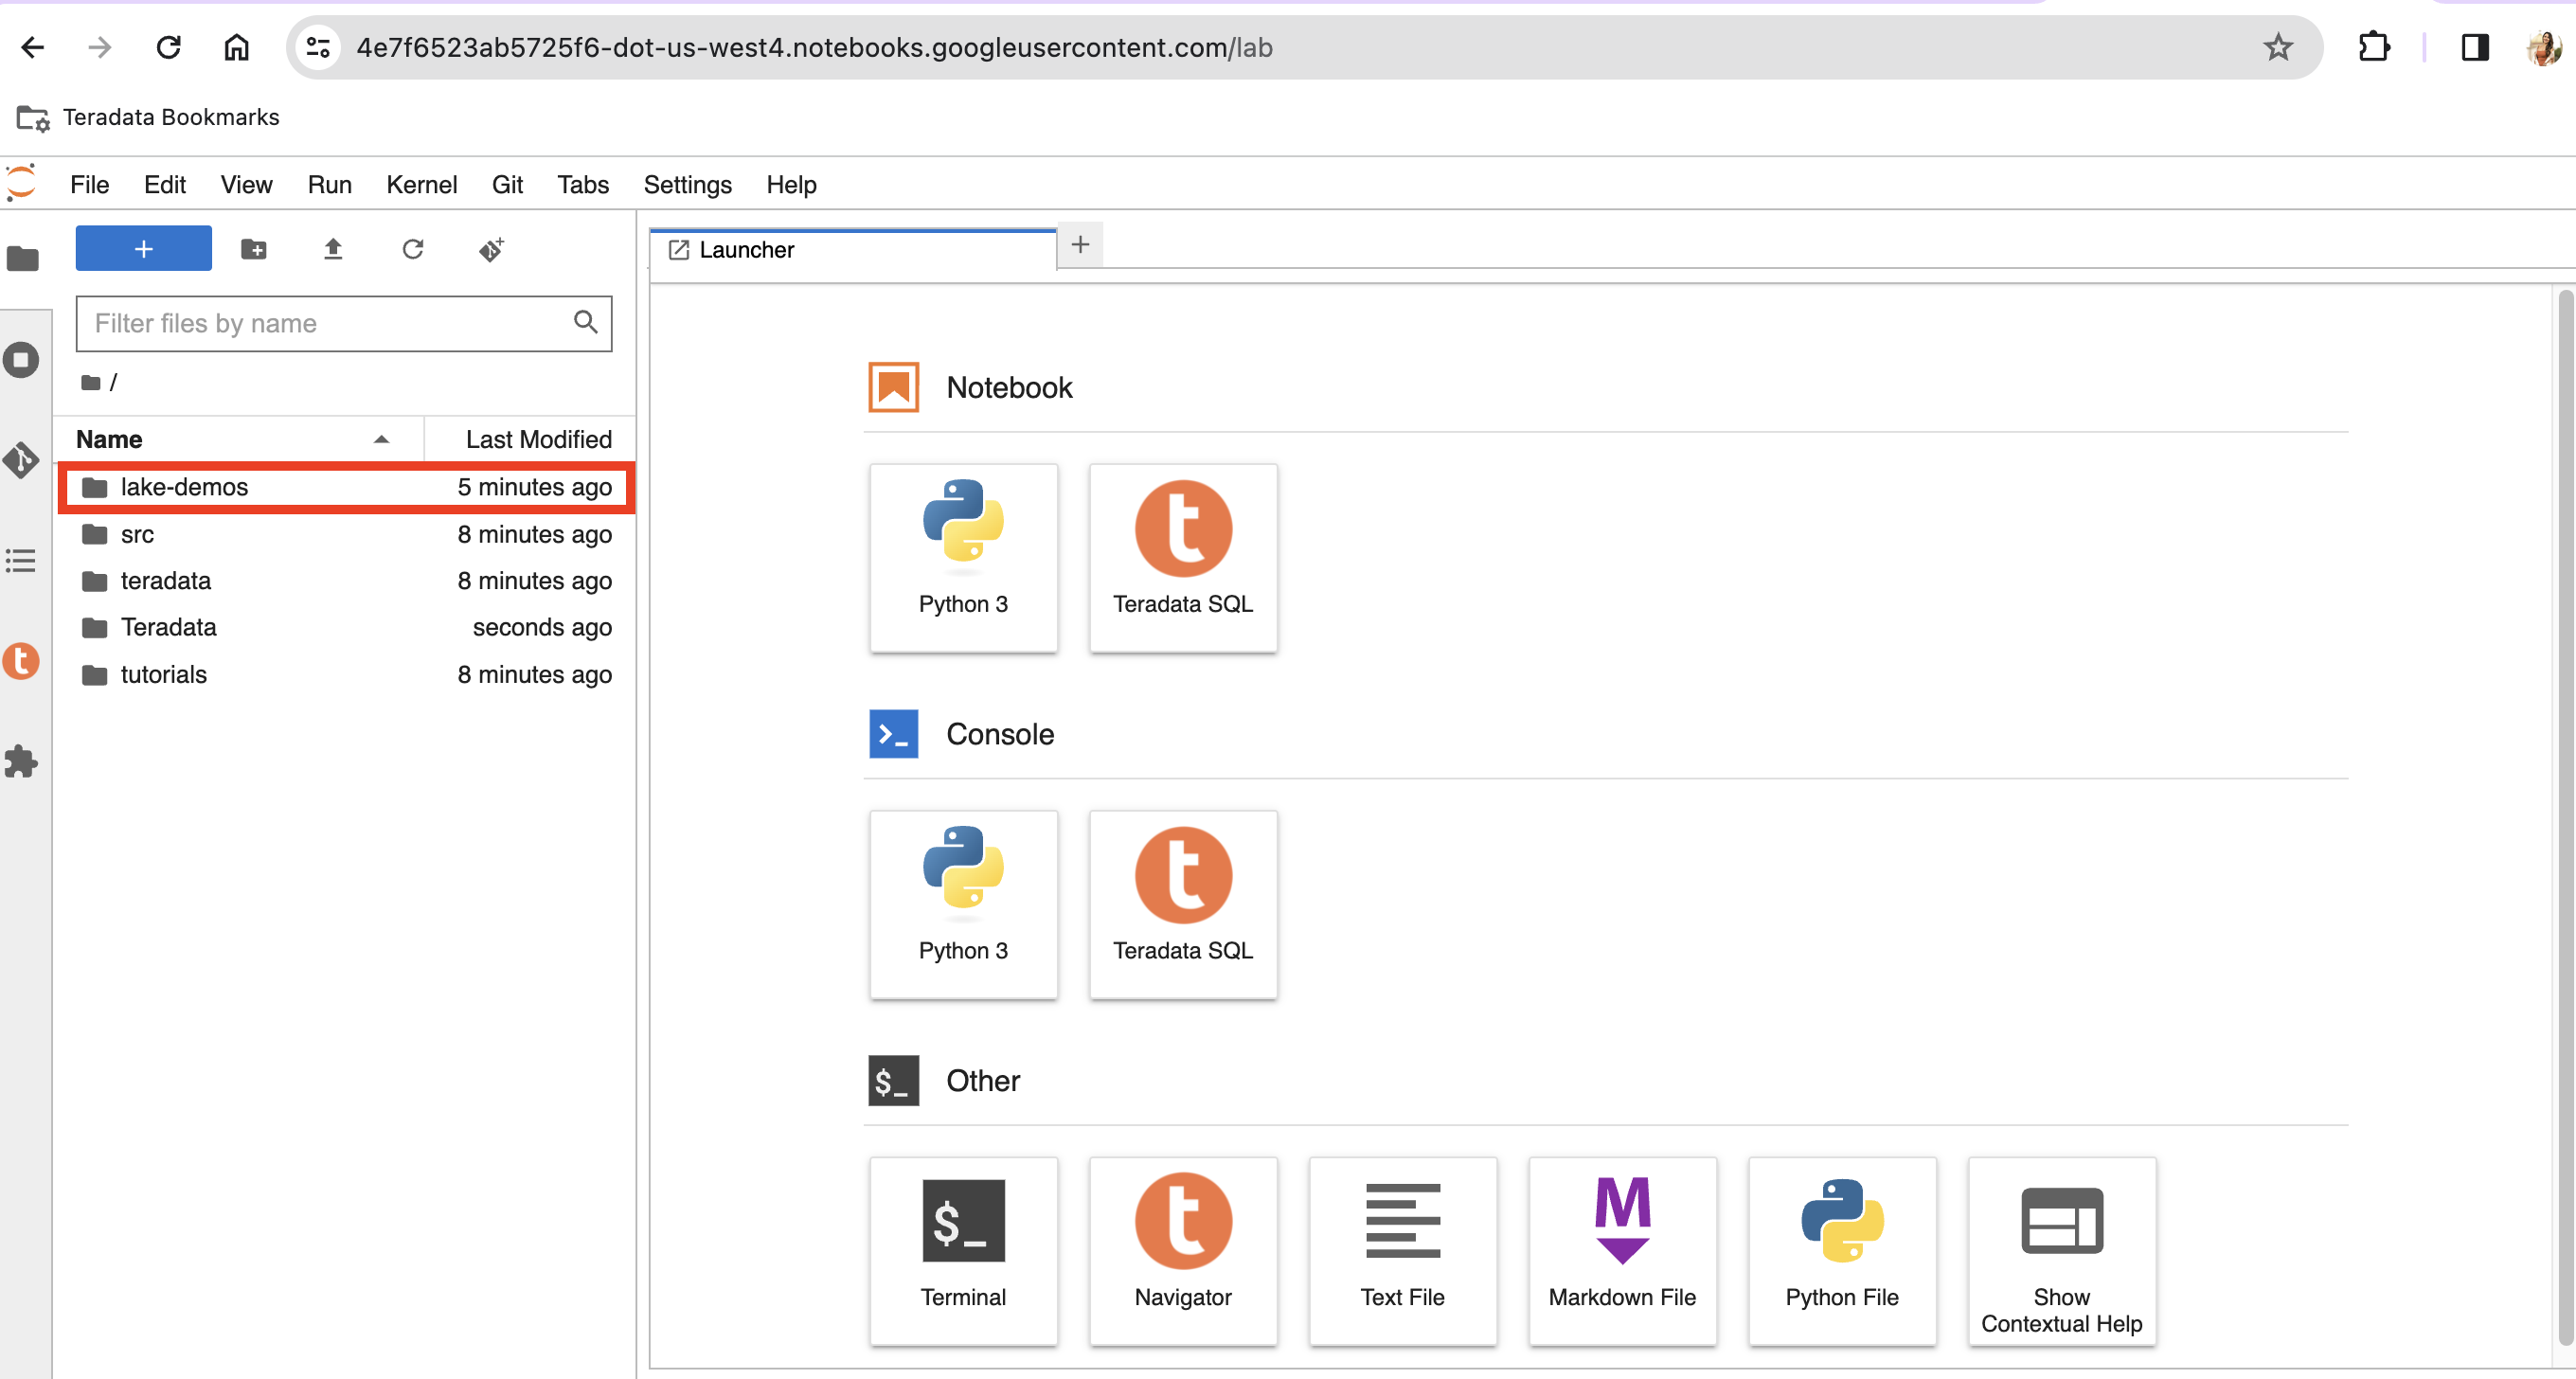 4e7f6523ab5725f6-dot-us-west4.notebooks.googleusercontent.com/lab
Teradata Bookmarks
File Edit View Run Kernel Git Tabs Settings Help
+
Launcher +
Filter files by name
/
Name Last Modified
lake-demos 5 minutes ago
src 8 minutes ago
teradata 8 minutes ago
Teradata seconds ago
tutorials 8 minutes ago
Notebook
t
Python 3 Teradata SQL
>_ Console
t
Python 3 Teradata SQL
$_ Other
$_ t M
Terminal Navigator Text File Markdown File Python File Show
Contextual Help
t